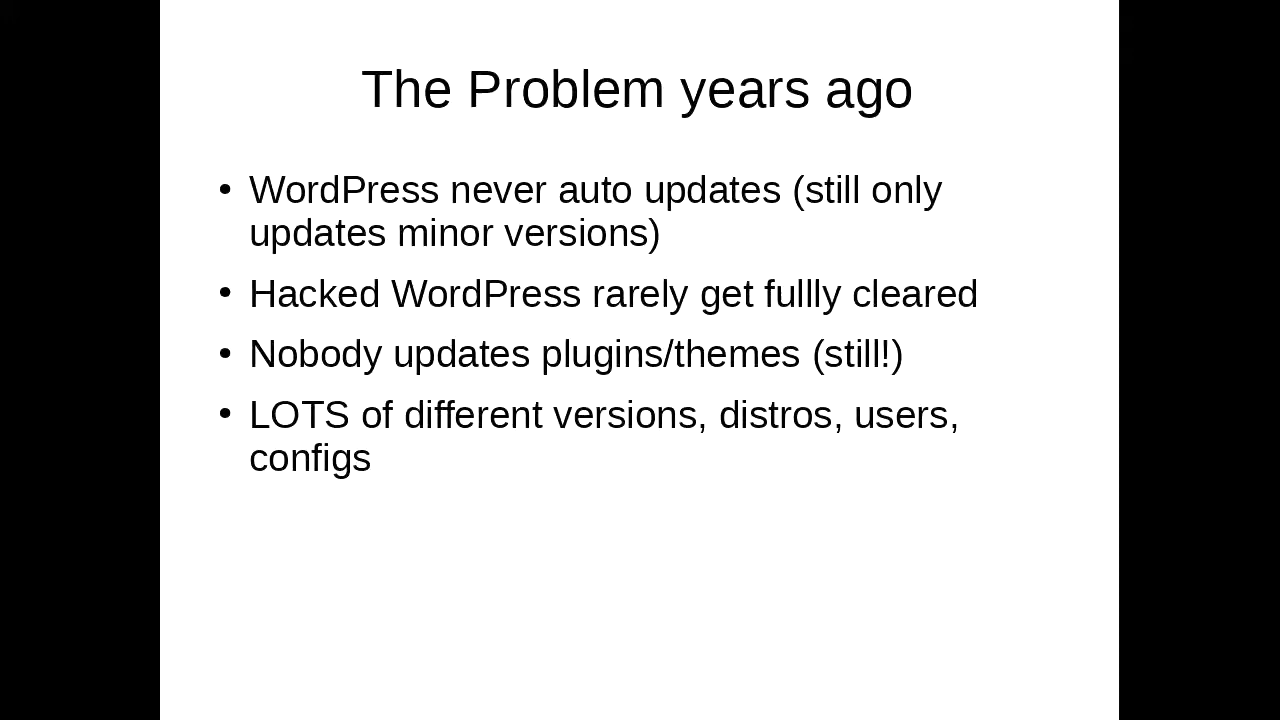 The Problem years ago
• WordPress never auto updates (still only
updates minor versions)
• Hacked WordPress rarely get fullly cleared
• Nobody updates plugins/themes (still!)
• LOTS of different versions, distros, users,
configs